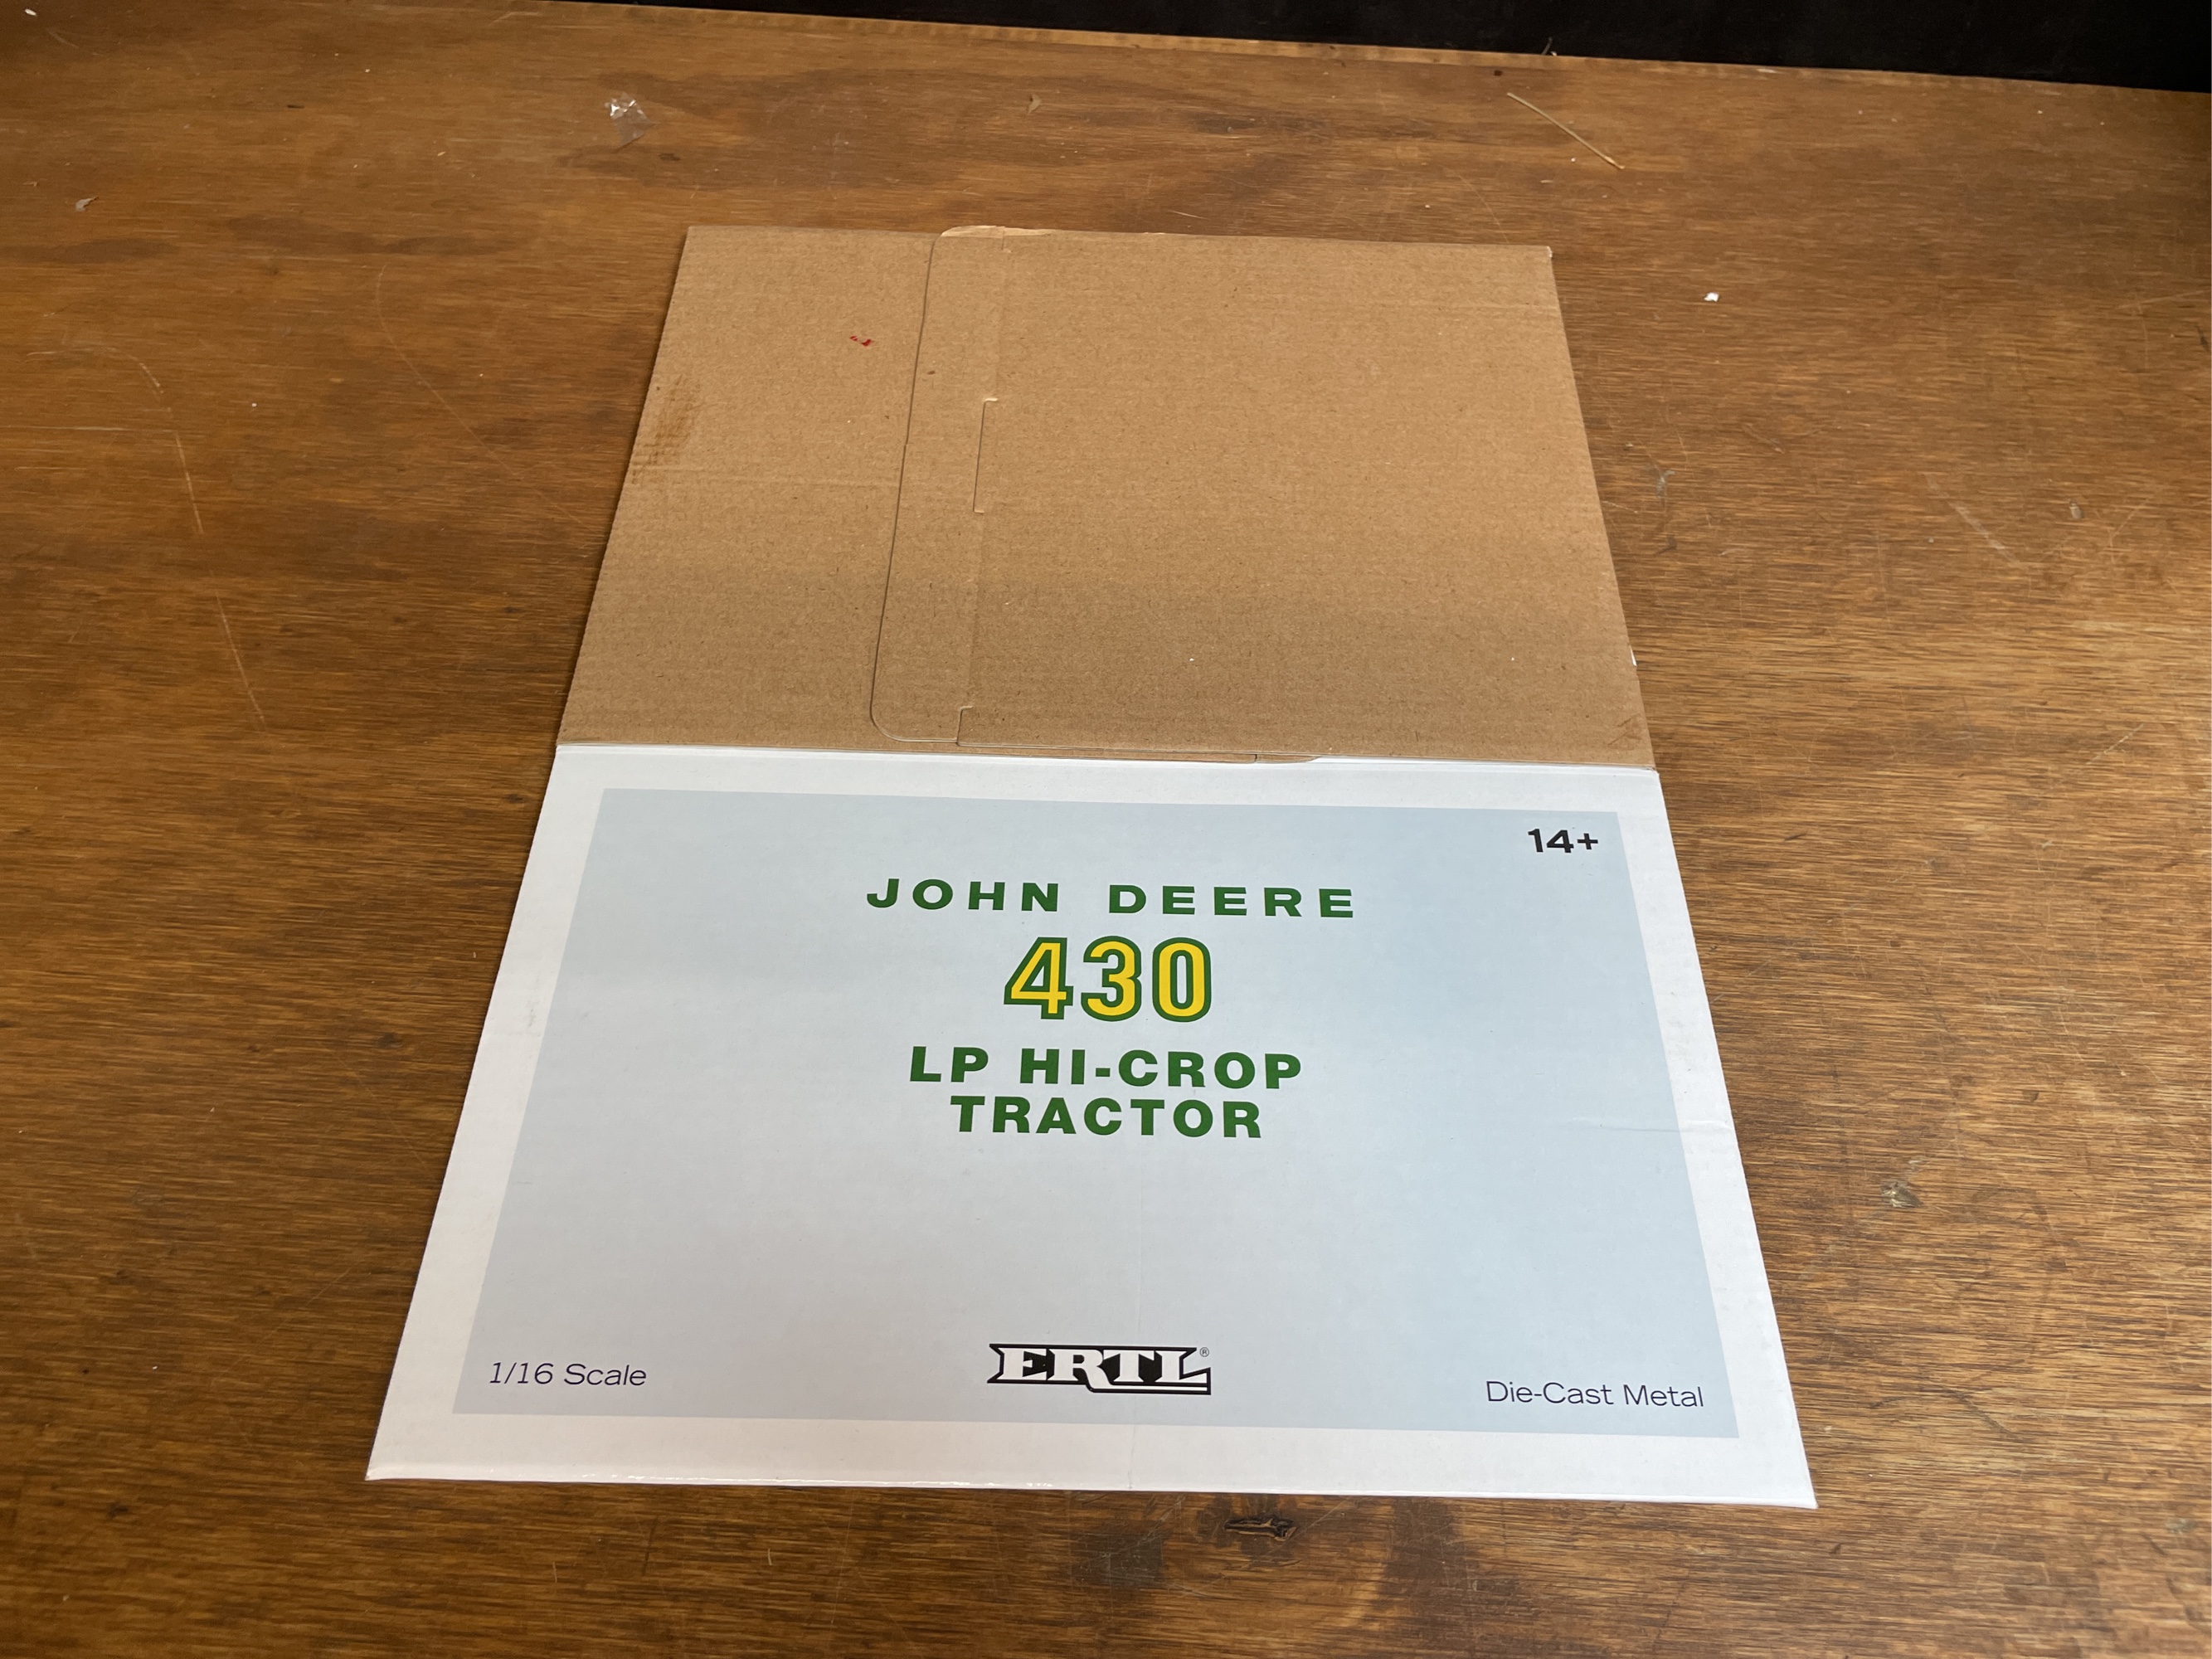 14+
JOHN DEERE
430
LP HI-CROP
TRACTOR
1/16 Scale
ERTL®
Die-Cast Metal